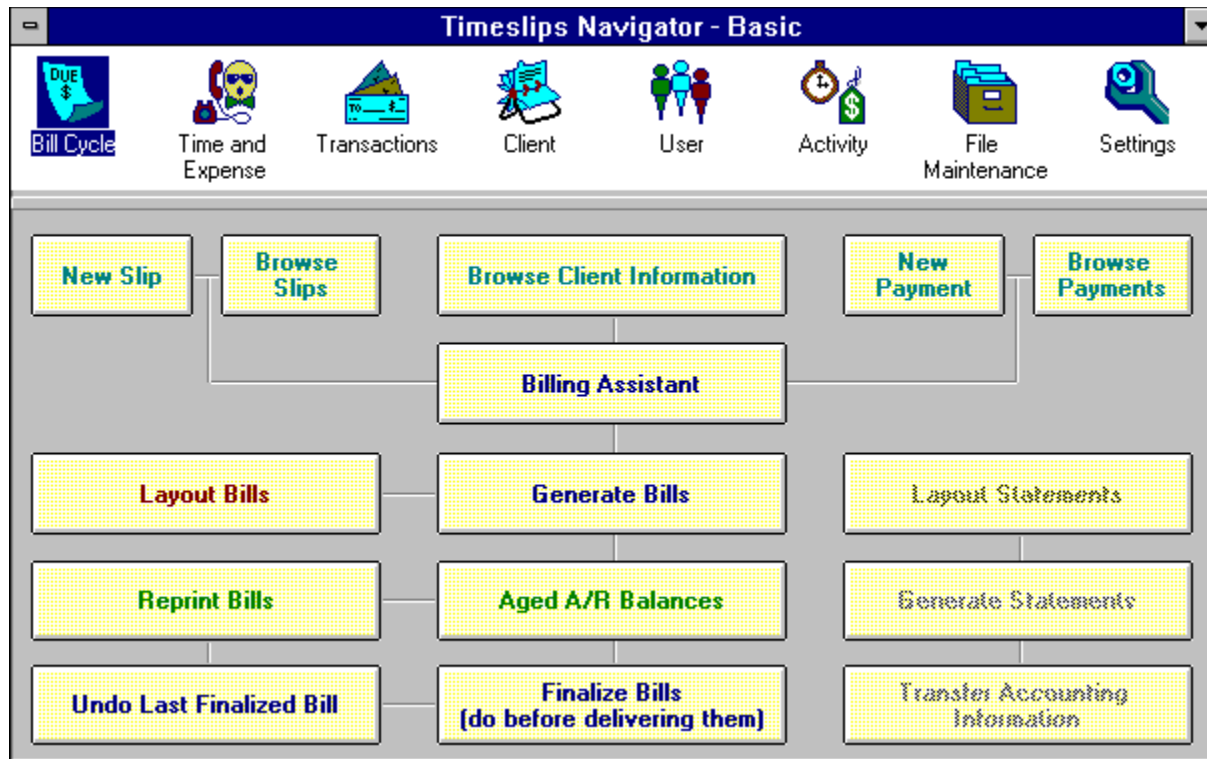 Timeslips Navigator - Basic
DUE
$
TO $
$
Bill Cycle
Time and
Expense
Transactions
Client
User
Activity
File
Maintenance
Settings
New Slip
Browse
Slips
Browse Client Information
New
Payment
Browse
Payments
Billing Assistant
Layout Bills
Generate Bills
Layout Statements
Reprint Bills
Aged A/R Balances
Generate Statements
Undo Last Finalized Bill
Finalize Bills
(do before delivering them)
Transfer Accounting
Information